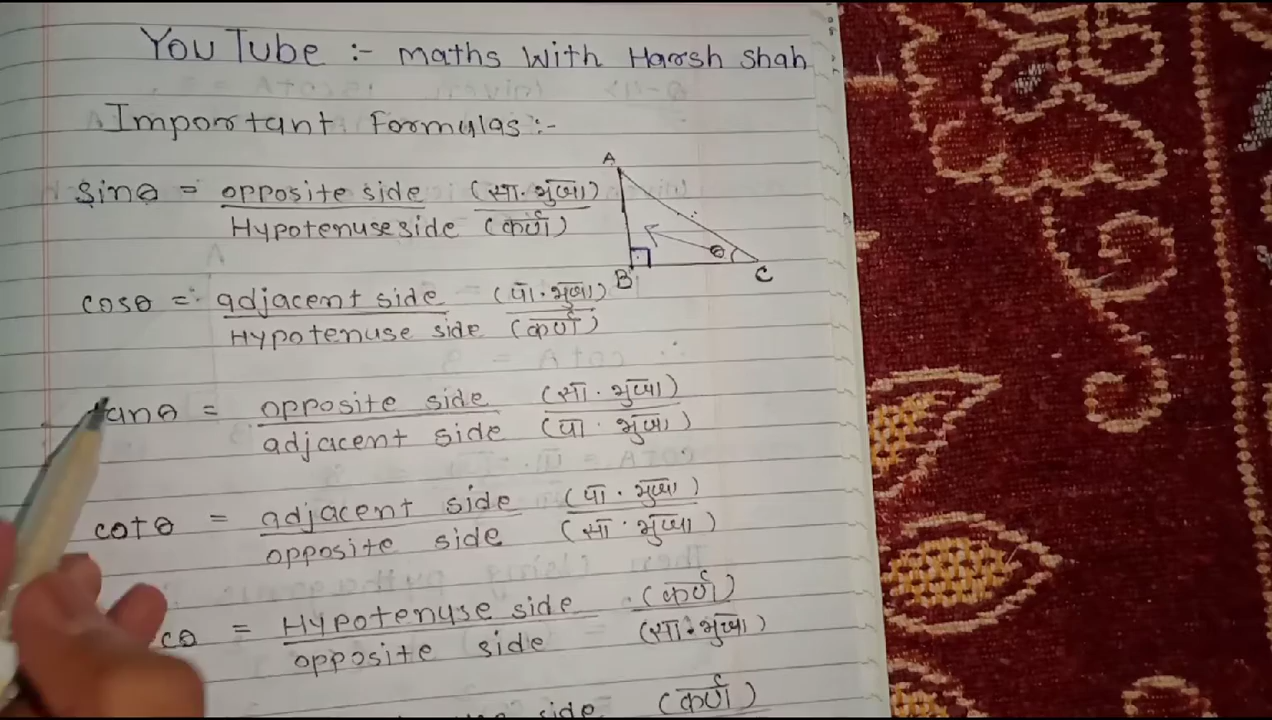 YouTube :- maths With Harsh Shah
Important Formulas :-
sinθ = opposite side (सा. भुजा)
Hypotenuse side (कर्ण)
A
θ
B
C
cosθ = adjacent side (पा. भुजा)
Hypotenuse side (कर्ण)
tanθ = opposite side (सा. भुजा)
adjacent side (पा. भुजा)
cotθ = adjacent side (पा. भुजा)
opposite side (सा. भुजा)
cθ = Hypotenuse side (कर्ण)
opposite side (सा. भुजा)
side (कर्ण)